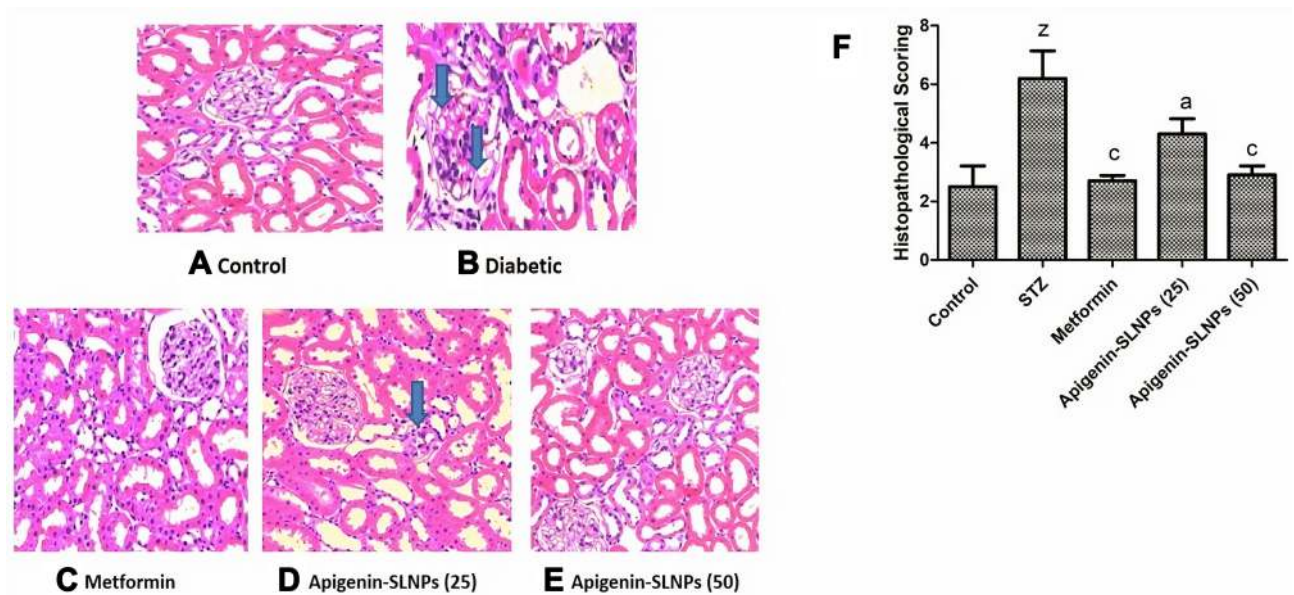 A Control
B Diabetic
C Metformin
D Apigenin-SLNPs (25)
E Apigenin-SLNPs (50)
F
Histopathological Scoring
8
6
4
2
0
z
c
a
c
Control
STZ
Metformin
Apigenin-SLNPs (25)
Apigenin-SLNPs (50)